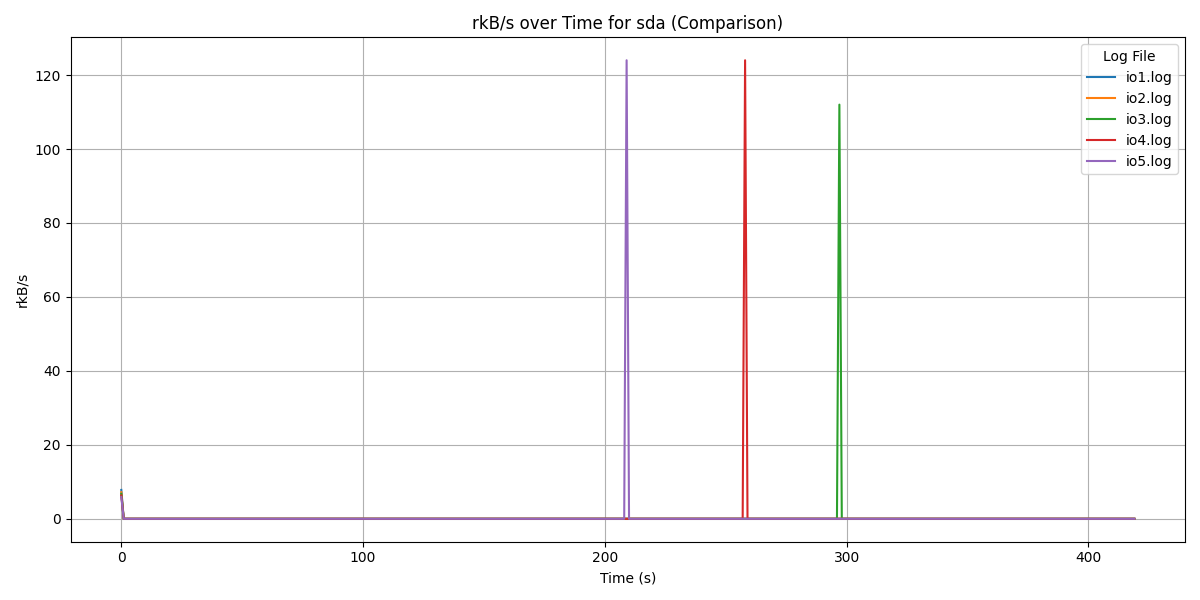 rkB/s over Time for sda (Comparison)
Log File
io1.log
io2.log
io3.log
io4.log
io5.log
rkB/s
120
100
80
60
40
20
0
0 100 200 300 400
Time (s)